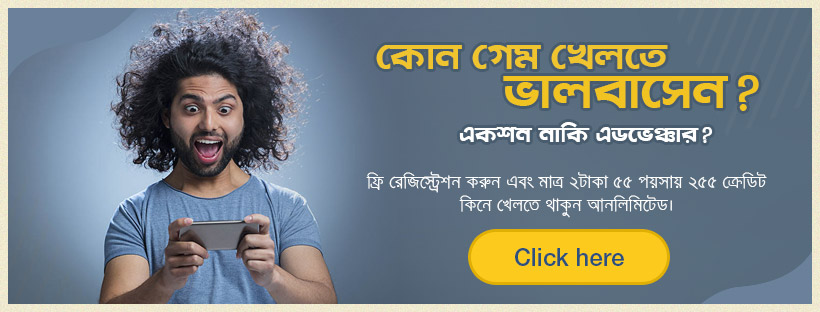 কোন গেম খেলতে
ভালবাসেন ?
একশন নাকি এডভেঞ্চার ?
ফ্রি রেজিস্ট্রেশন করুন এবং মাত্র ২টাকা ৫৫ পয়সায় ২৫৫ ক্রেডিট
কিনে খেলতে থাকুন আনলিমিটেড।
Click here